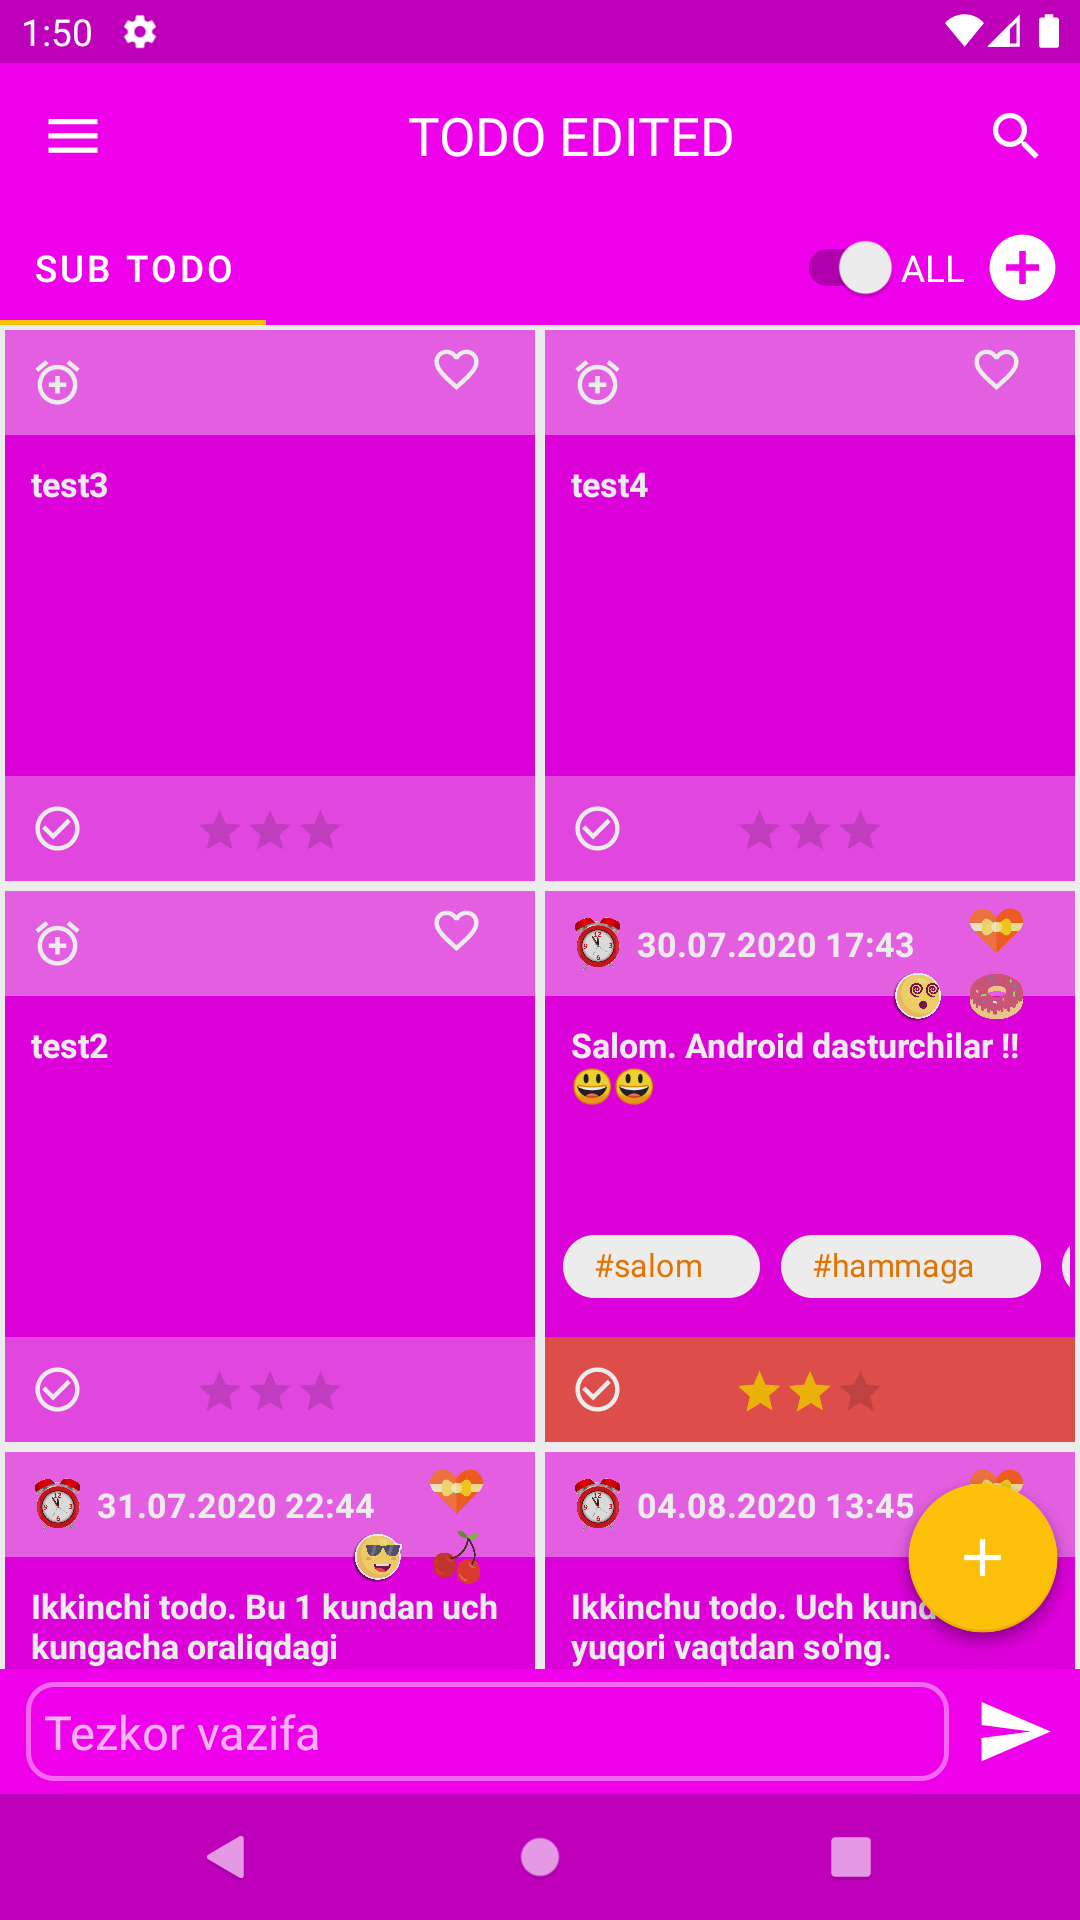 1:50
TODO EDITED
SUB TODO
ALL
test3
test4
test2
30.07.2020 17:43
Salom. Android dasturchilar !!
😃😃
#salom
#hammaga
31.07.2020 22:44
04.08.2020 13:45
Ikkinchi todo. Bu 1 kundan uch
kungacha oraliqdagi
Ikkinchu todo. Uch
yuqori vaqtdan so'ng.
Tezkor vazifa